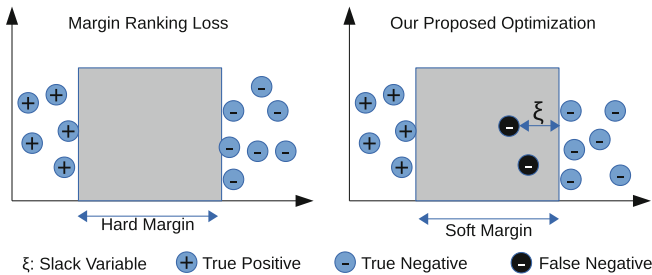 Margin Ranking Loss
Our Proposed Optimization
ξ
Hard Margin
Soft Margin
ξ: Slack Variable
True Positive
True Negative
False Negative